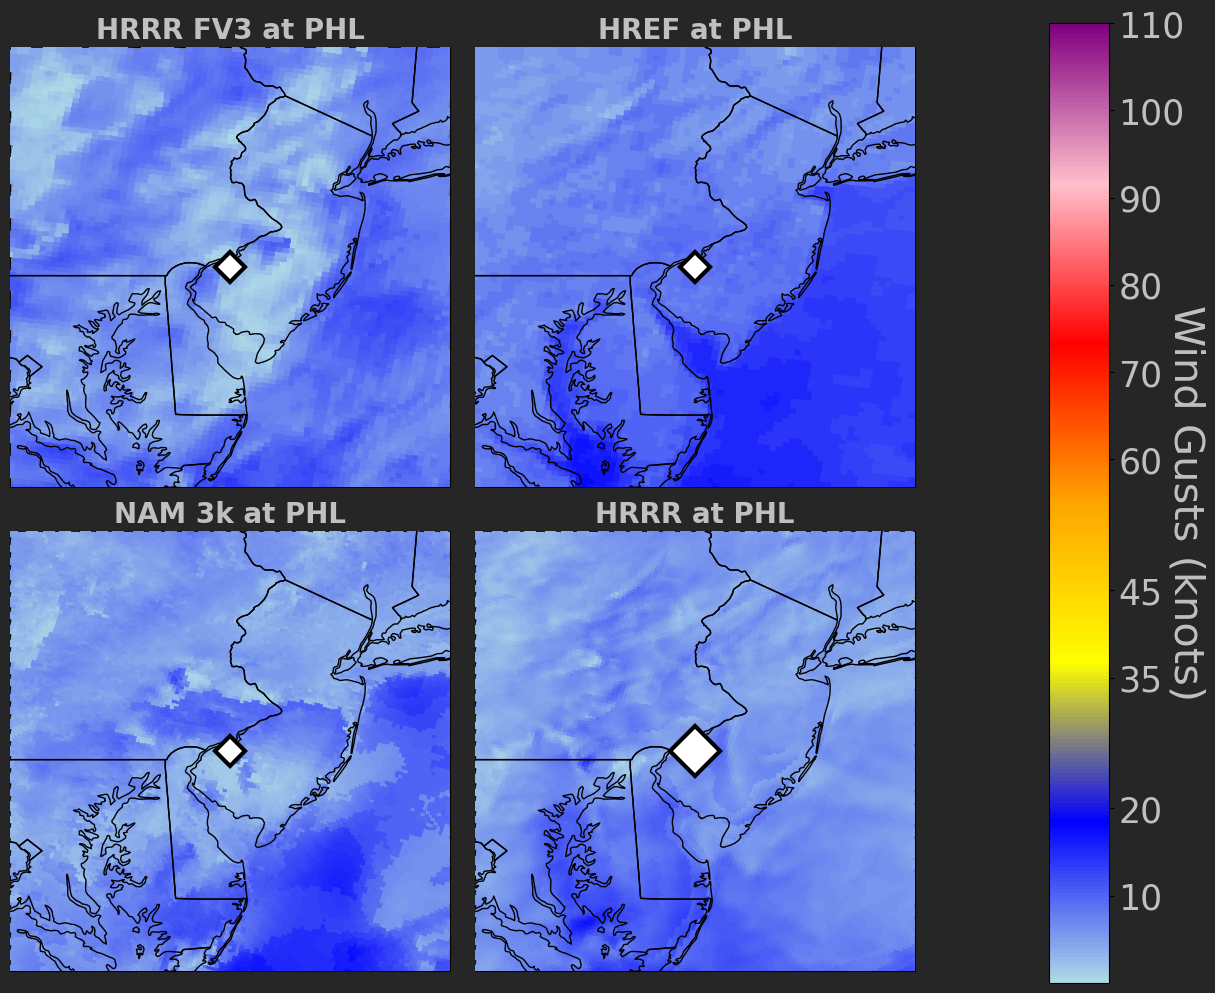 HRRR FV3 at PHL
HREF at PHL
NAM 3k at PHL
HRRR at PHL
110
100
90
80
70
60
45
35
20
10
Wind Gusts (knots)